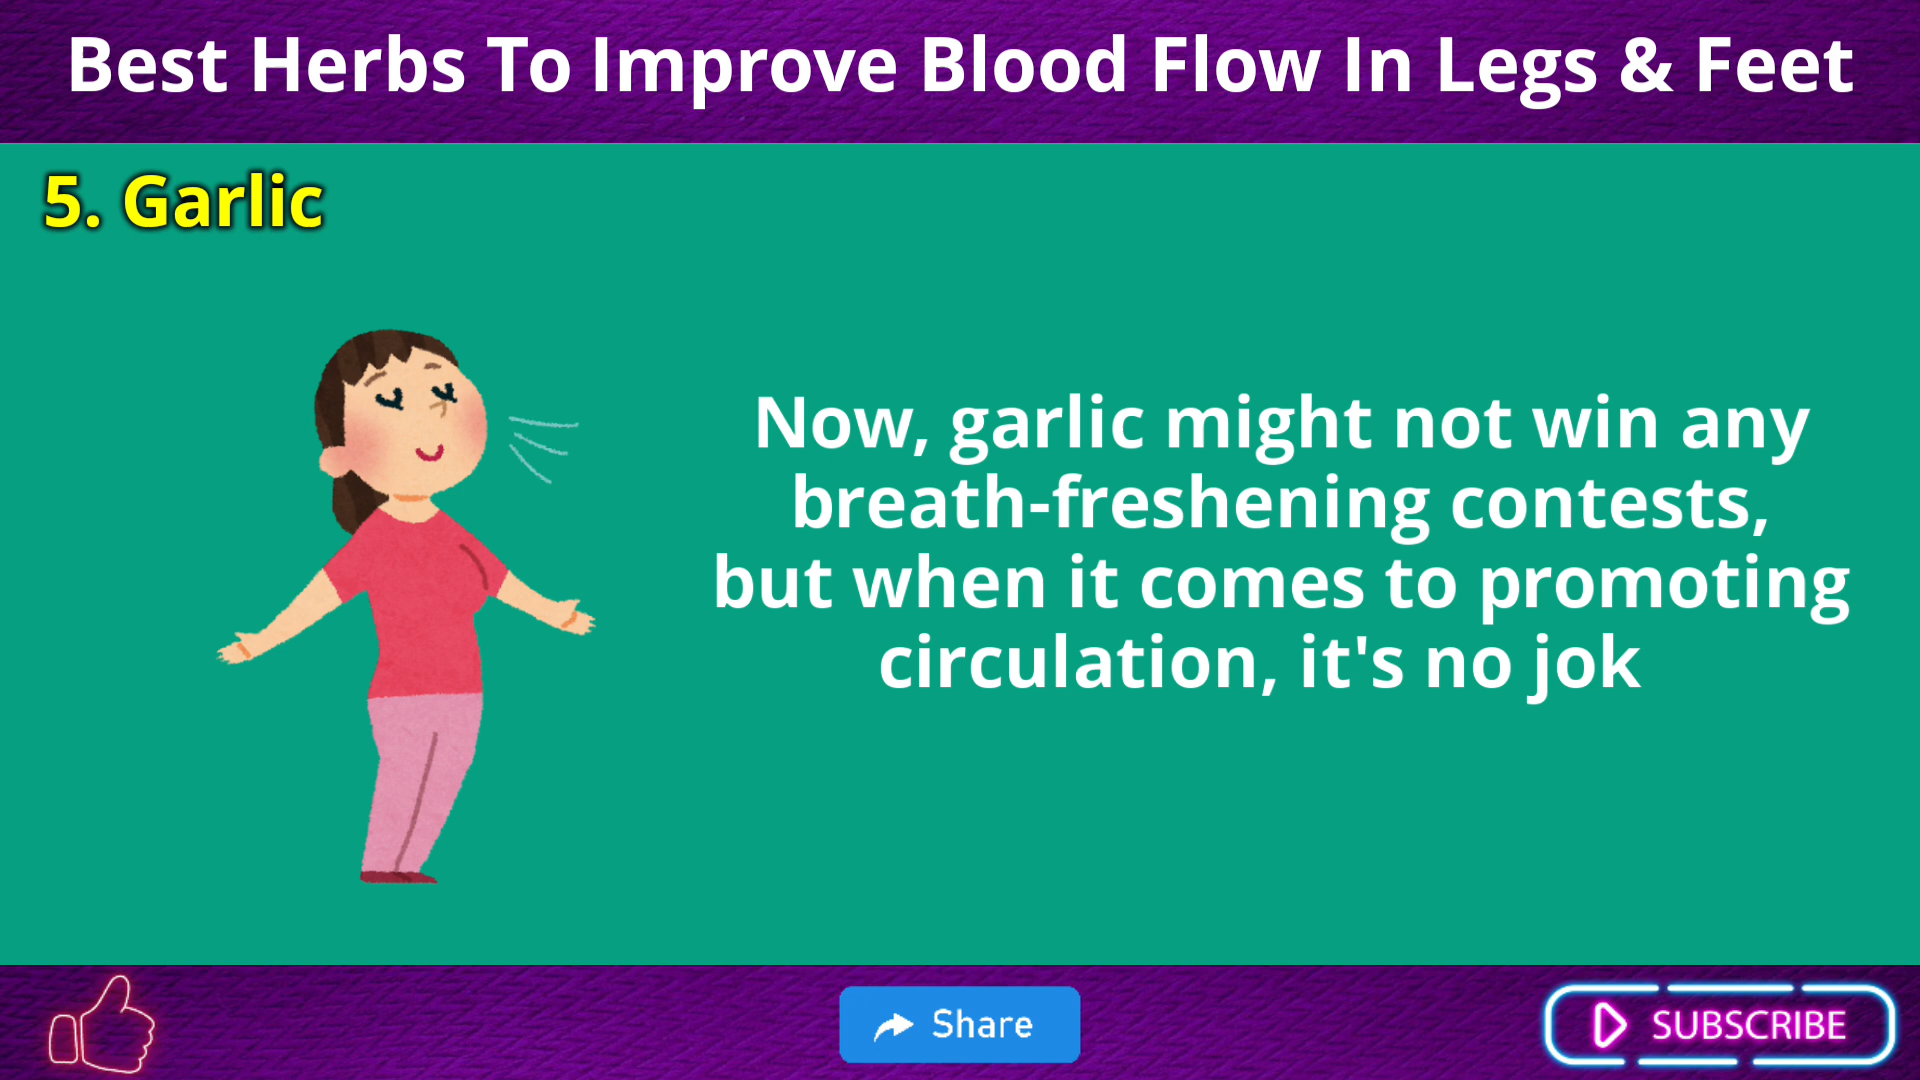 Best Herbs To Improve Blood Flow In Legs & Feet
5. Garlic
Now, garlic might not win any
breath-freshening contests,
but when it comes to promoting
circulation, it's no jok
Share
SUBSCRIBE